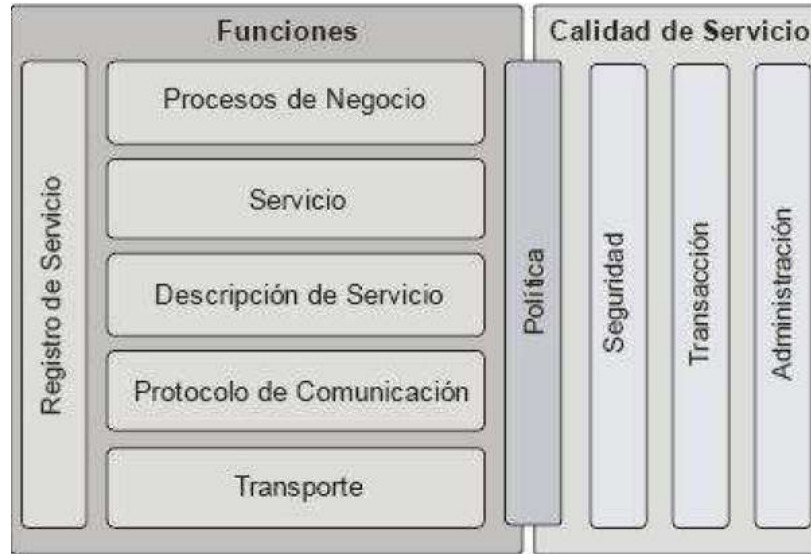 Funciones
Registro de Servicio
Procesos de Negocio
Servicio
Descripción de Servicio
Protocolo de Comunicación
Transporte
Política
Calidad de Servicio
Seguridad
Transacción
Administración